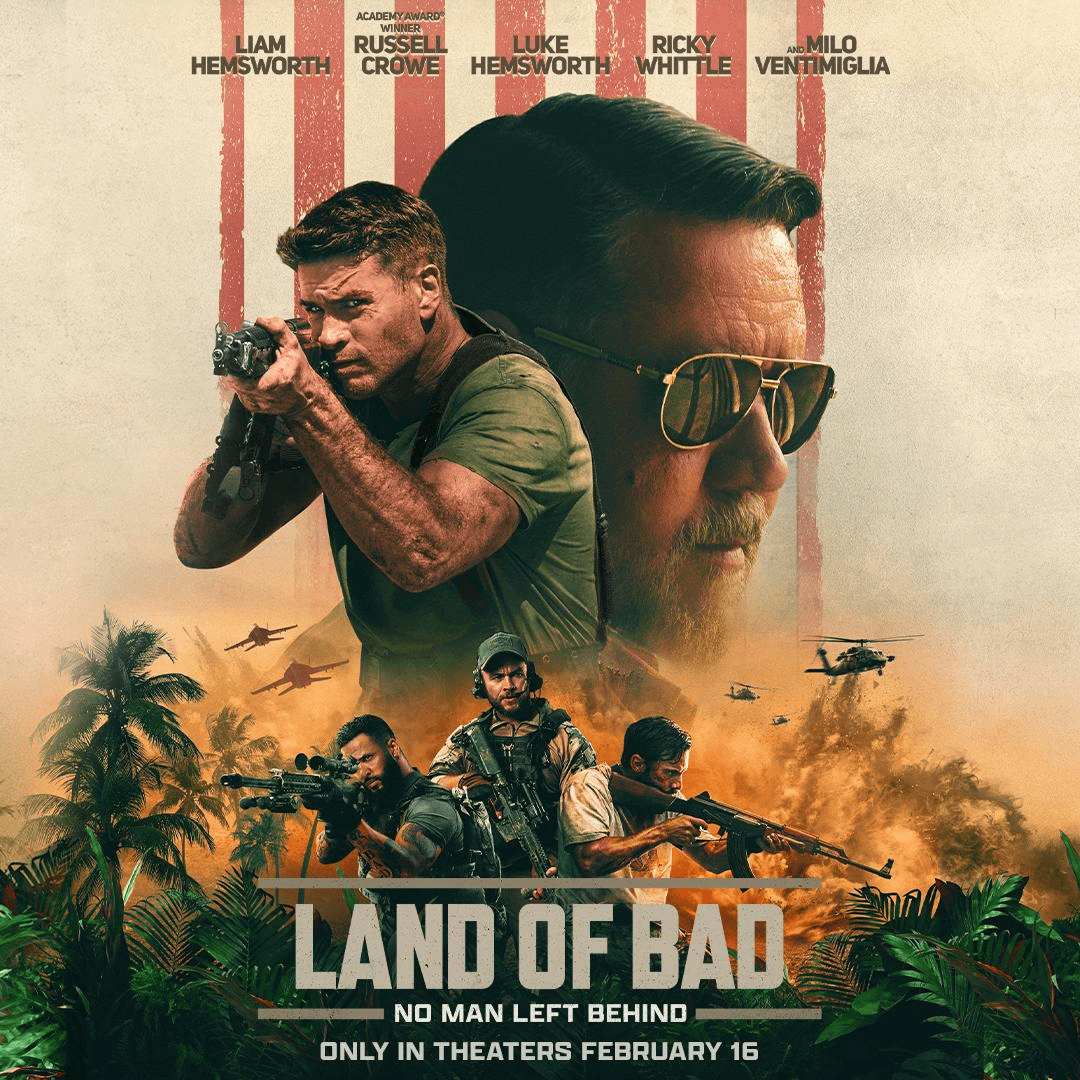 ACADEMY AWARD®
WINNER
LIAM
HEMSWORTH
RUSSELL
CROWE
LUKE
HEMSWORTH
RICKY
WHITTLE
AND MILO
VENTIMIGLIA
LAND OF BAD
NO MAN LEFT BEHIND
ONLY IN THEATERS FEBRUARY 16